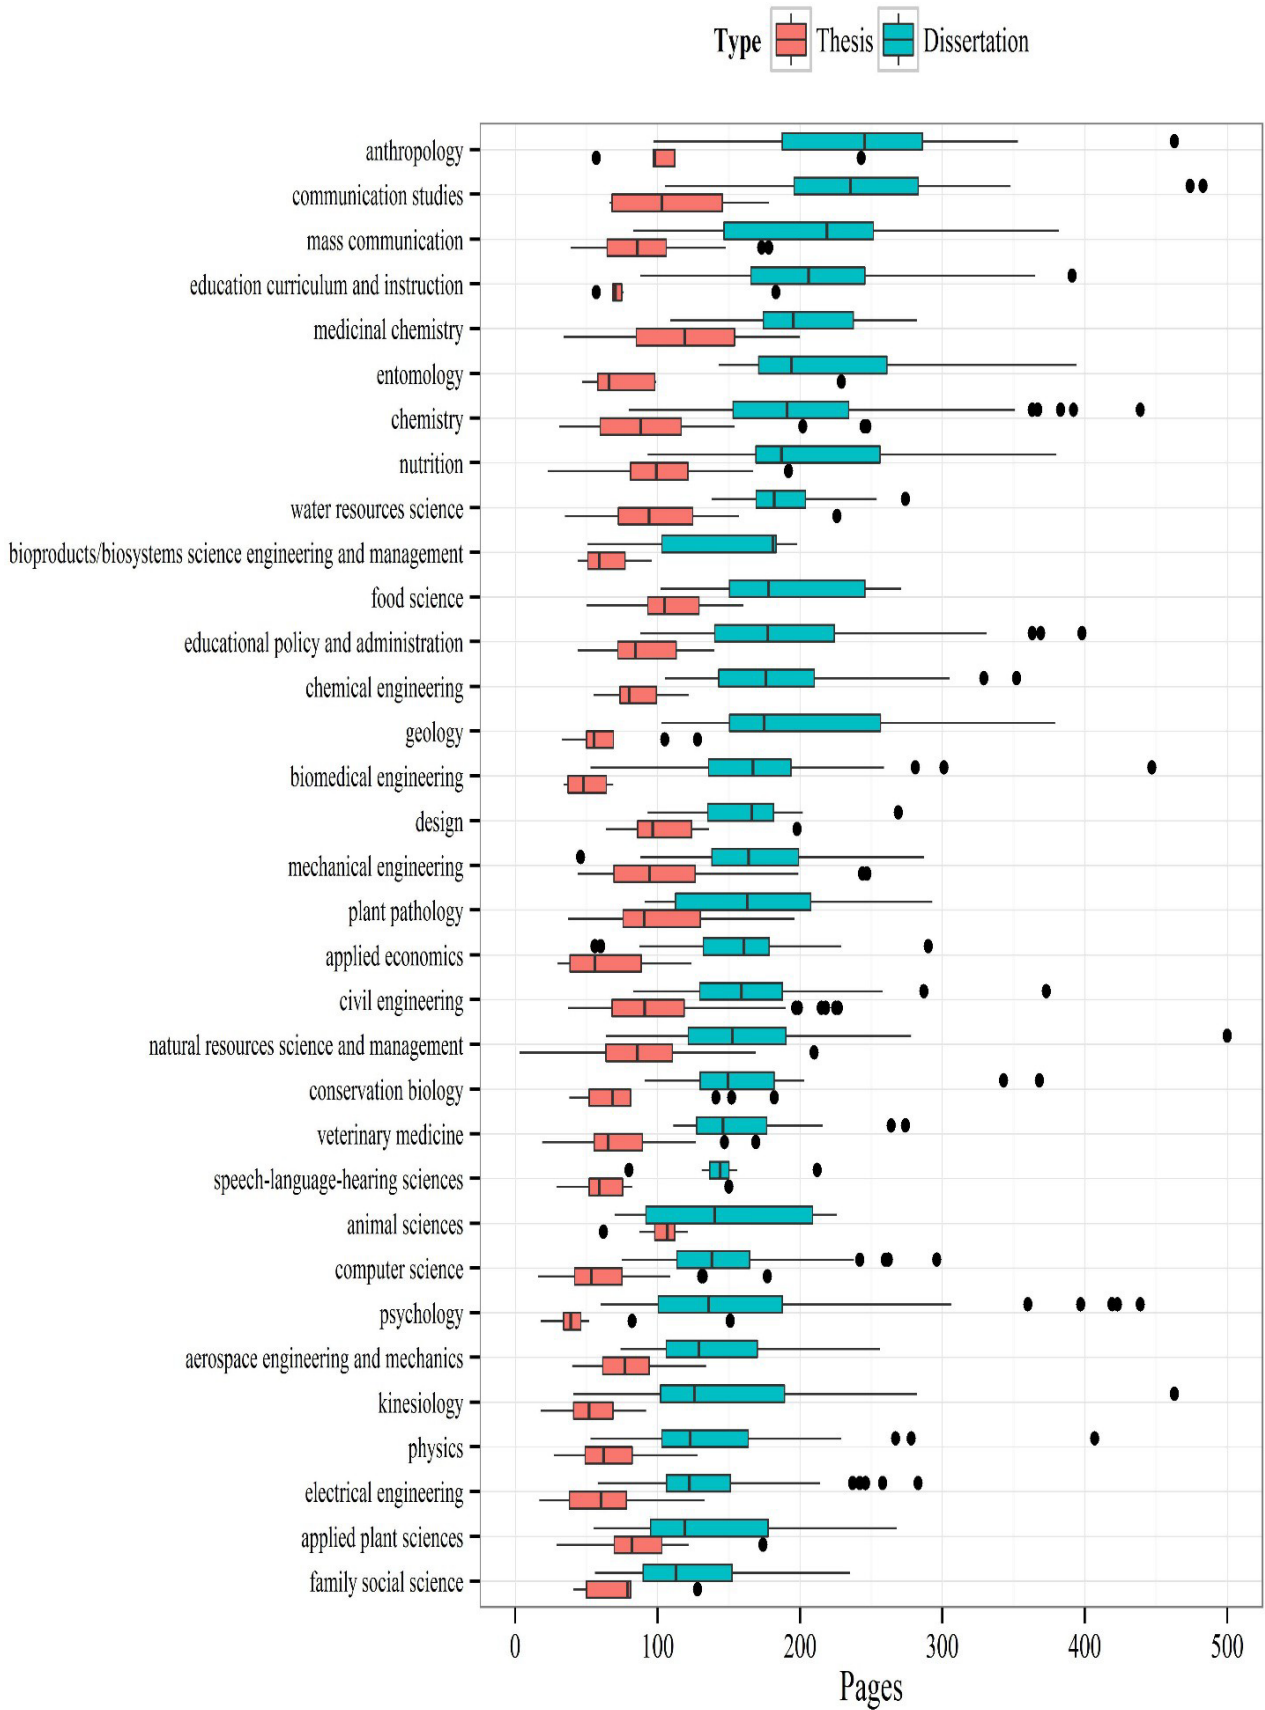 Type Thesis Dissertation
anthropology
communication studies
mass communication
education curriculum and instruction
medicinal chemistry
entomology
chemistry
nutrition
water resources science
bioproducts/biosystems science engineering and management
food science
educational policy and administration
chemical engineering
geology
biomedical engineering
design
mechanical engineering
plant pathology
applied economics
civil engineering
natural resources science and management
conservation biology
veterinary medicine
speech-language-hearing sciences
animal sciences
computer science
psychology
aerospace engineering and mechanics
kinesiology
physics
electrical engineering
applied plant sciences
family social science
0 100 200 300 400 500
Pages